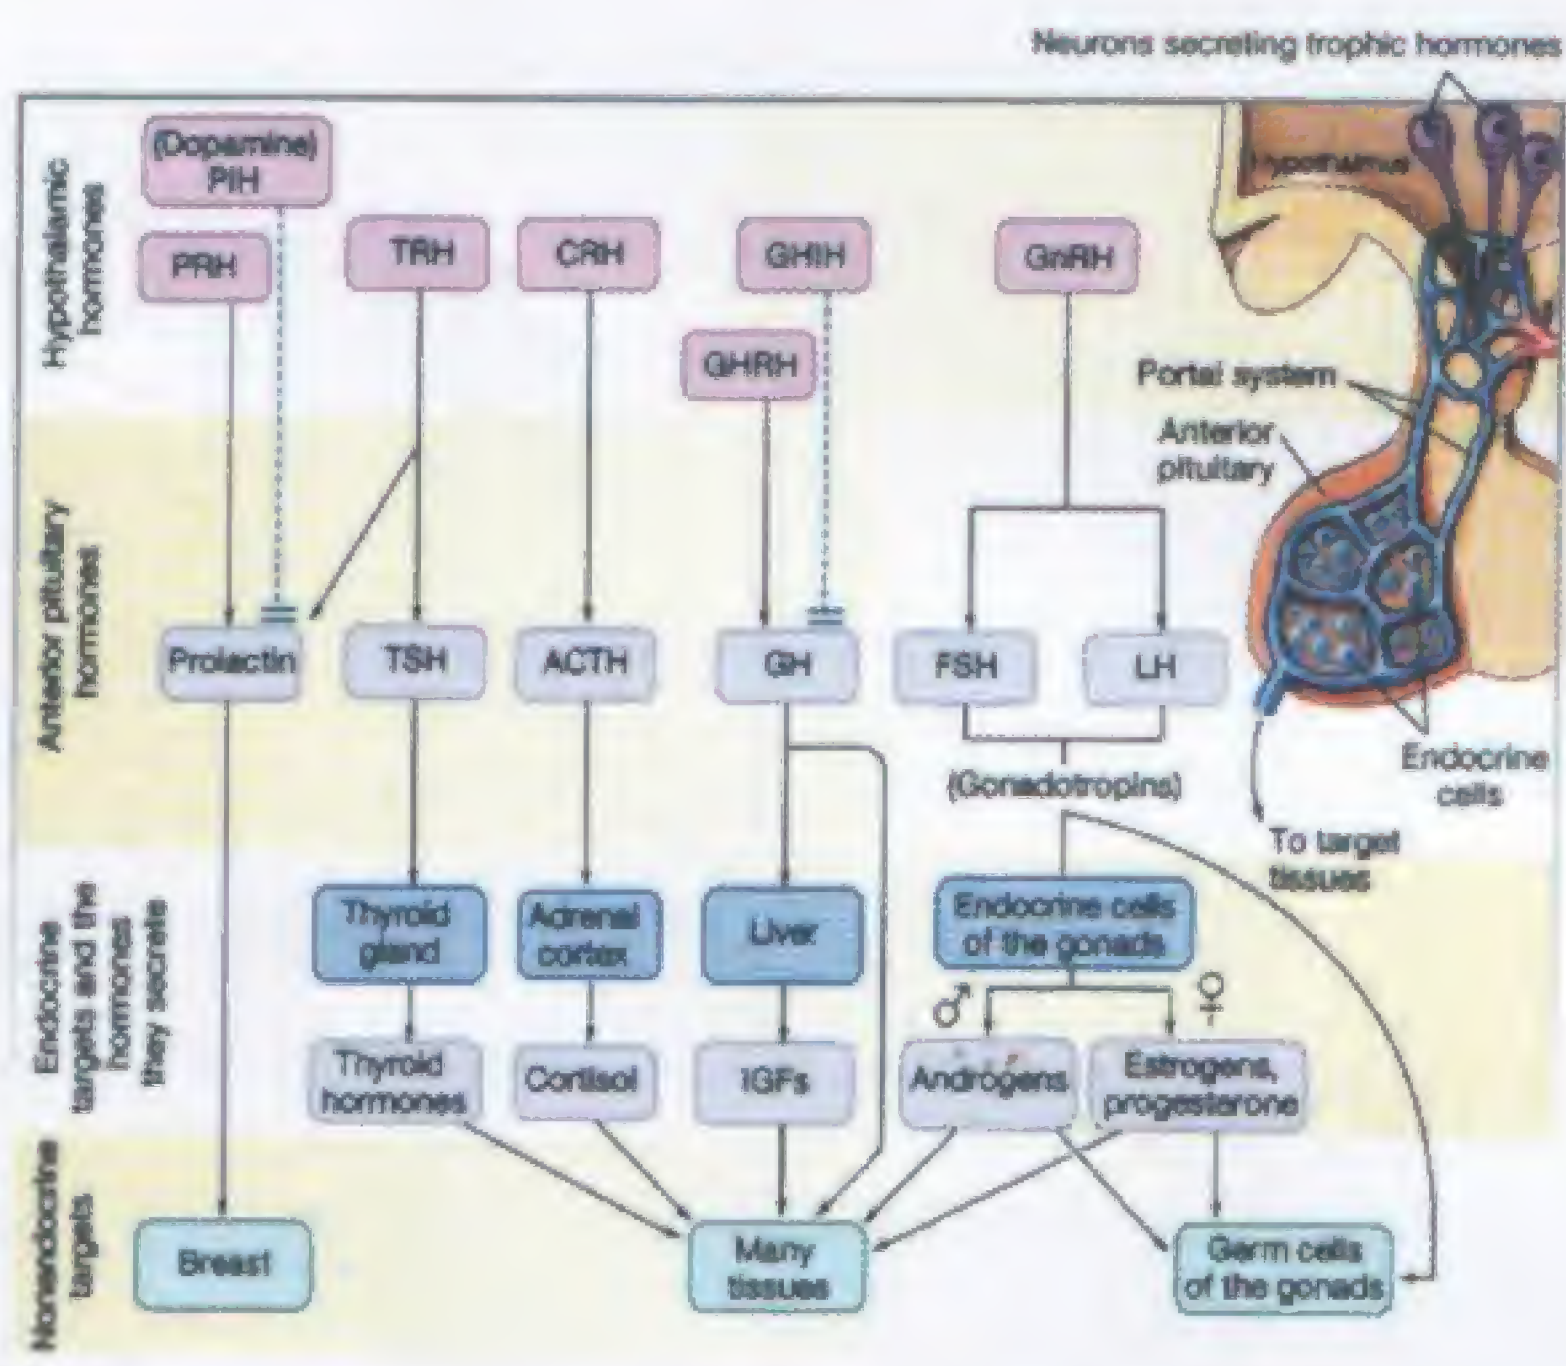 Neurons secreting trophic hormones
Hypothalamic
hormones
(Dopamine)
PIH
PRH
TRH
CRH
GHIH
GHRH
GnRH
Hypothalmus
Portal system
Anterior
pituitary
Anterior pituitary
hormones
Prolactin
TSH
ACTH
GH
FSH
LH
(Gonadotropins)
Endocrine
cells
To target
tissues
Endocrine
targets and the
hormones
they secrete
Thyroid
gland
Adrenal
cortex
Liver
Endocrine cells
of the gonads
♂
♀
Thyroid
hormones
Cortisol
IGFs
Androgens
Estrogens,
progesterone
Nonendocrine
targets
Breast
Many
tissues
Germ cells
of the gonads